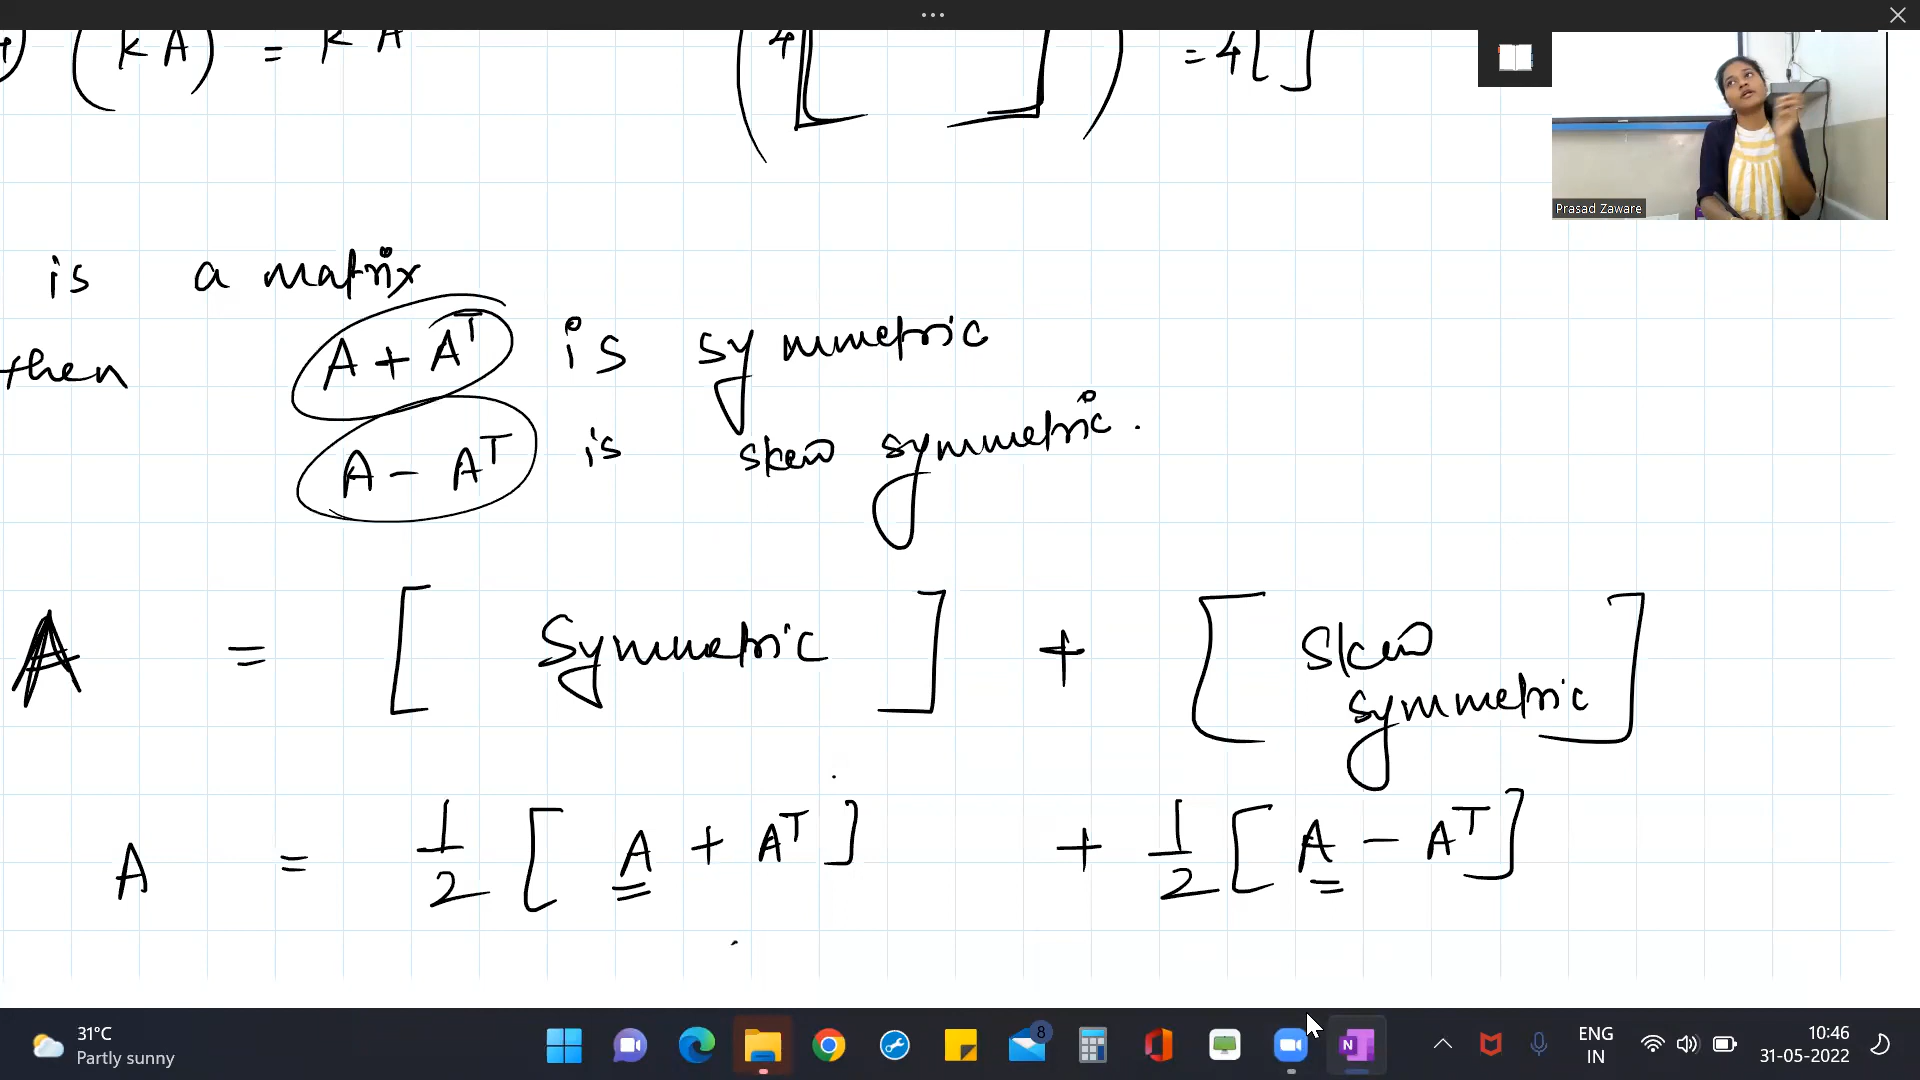 (KA) = KA
4[ ] = 4[ ]
Prasad Zaware
is a matrix
then A + Aᵀ is symmetric
A - Aᵀ is skew symmetric.
A = [ Symmetric ] + [ Skew symmetric ]
A = 1/2 [ A + Aᵀ ] + 1/2 [ A - Aᵀ ]
31°C
Partly sunny
8
N
ENG
IN
10:46
31-05-2022